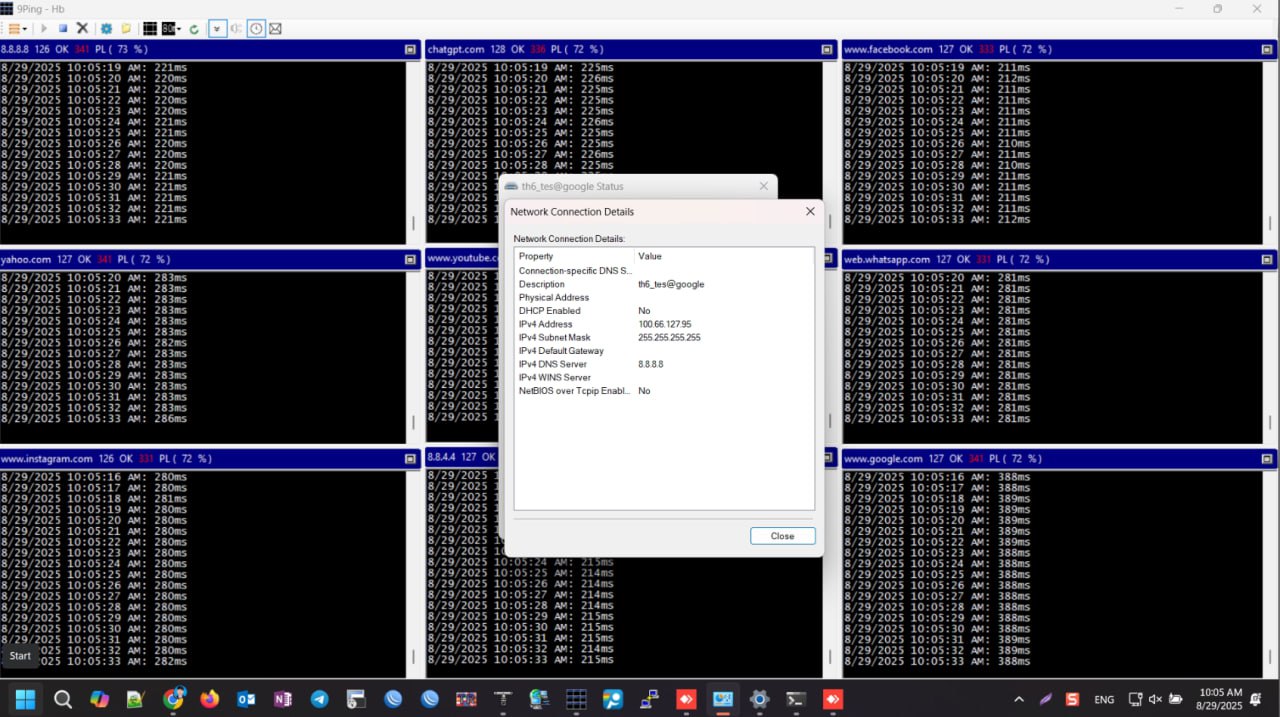 9Ping - Hb
8.8.8.8 126 OK 341 PL ( 73 %)
8/29/2025 10:05:19 AM: 221ms
8/29/2025 10:05:20 AM: 220ms
8/29/2025 10:05:21 AM: 220ms
8/29/2025 10:05:22 AM: 220ms
8/29/2025 10:05:23 AM: 220ms
8/29/2025 10:05:24 AM: 221ms
8/29/2025 10:05:25 AM: 221ms
8/29/2025 10:05:26 AM: 220ms
8/29/2025 10:05:27 AM: 220ms
8/29/2025 10:05:28 AM: 220ms
8/29/2025 10:05:29 AM: 221ms
8/29/2025 10:05:30 AM: 221ms
8/29/2025 10:05:31 AM: 221ms
8/29/2025 10:05:32 AM: 221ms
8/29/2025 10:05:33 AM: 221ms
chatgpt.com 128 OK 336 PL ( 72 %)
8/29/2025 10:05:19 AM: 225ms
8/29/2025 10:05:20 AM: 226ms
8/29/2025 10:05:21 AM: 225ms
8/29/2025 10:05:22 AM: 225ms
8/29/2025 10:05:23 AM: 225ms
8/29/2025 10:05:24 AM: 226ms
8/29/2025 10:05:25 AM: 226ms
8/29/2025 10:05:26 AM: 225ms
8/29/2025 10:05:27 AM: 226ms
8/29/2025 10:05:28 AM: 225ms
www.facebook.com 127 OK 333 PL ( 72 %)
8/29/2025 10:05:19 AM: 211ms
8/29/2025 10:05:20 AM: 212ms
8/29/2025 10:05:21 AM: 211ms
8/29/2025 10:05:22 AM: 211ms
8/29/2025 10:05:23 AM: 211ms
8/29/2025 10:05:24 AM: 211ms
8/29/2025 10:05:25 AM: 211ms
8/29/2025 10:05:26 AM: 210ms
8/29/2025 10:05:27 AM: 211ms
8/29/2025 10:05:28 AM: 210ms
8/29/2025 10:05:29 AM: 211ms
8/29/2025 10:05:30 AM: 211ms
8/29/2025 10:05:31 AM: 211ms
8/29/2025 10:05:32 AM: 211ms
8/29/2025 10:05:33 AM: 212ms
th6_tes@google Status
Network Connection Details
Network Connection Details:
Property Value
Connection-specific DNS S...
Description th6_tes@google
Physical Address
DHCP Enabled No
IPv4 Address 100.66.127.95
IPv4 Subnet Mask 255.255.255.255
IPv4 Default Gateway
IPv4 DNS Server 8.8.8.8
IPv4 WINS Server
NetBIOS over Tcpip Enabl... No
Close
yahoo.com 127 OK 341 PL ( 72 %)
8/29/2025 10:05:20 AM: 283ms
8/29/2025 10:05:21 AM: 283ms
8/29/2025 10:05:22 AM: 283ms
8/29/2025 10:05:23 AM: 283ms
8/29/2025 10:05:24 AM: 283ms
8/29/2025 10:05:25 AM: 283ms
8/29/2025 10:05:26 AM: 282ms
8/29/2025 10:05:27 AM: 283ms
8/29/2025 10:05:28 AM: 283ms
8/29/2025 10:05:29 AM: 283ms
8/29/2025 10:05:30 AM: 283ms
8/29/2025 10:05:31 AM: 283ms
8/29/2025 10:05:32 AM: 283ms
8/29/2025 10:05:33 AM: 286ms
www.youtube.c
8/29/2025
8/29/2025
8/29/2025
8/29/2025
8/29/2025
8/29/2025
8/29/2025
8/29/2025
8/29/2025
8/29/2025
8/29/2025
8/29/2025
8/29/2025
8/29/2025
web.whatsapp.com 127 OK 331 PL ( 72 %)
8/29/2025 10:05:20 AM: 281ms
8/29/2025 10:05:21 AM: 281ms
8/29/2025 10:05:22 AM: 281ms
8/29/2025 10:05:23 AM: 281ms
8/29/2025 10:05:24 AM: 281ms
8/29/2025 10:05:25 AM: 281ms
8/29/2025 10:05:26 AM: 281ms
8/29/2025 10:05:27 AM: 281ms
8/29/2025 10:05:28 AM: 281ms
8/29/2025 10:05:29 AM: 281ms
8/29/2025 10:05:30 AM: 281ms
8/29/2025 10:05:31 AM: 281ms
8/29/2025 10:05:32 AM: 281ms
8/29/2025 10:05:33 AM: 281ms
www.instagram.com 126 OK 331 PL ( 72 %)
8/29/2025 10:05:16 AM: 280ms
8/29/2025 10:05:17 AM: 280ms
8/29/2025 10:05:18 AM: 281ms
8/29/2025 10:05:19 AM: 280ms
8/29/2025 10:05:20 AM: 280ms
8/29/2025 10:05:21 AM: 280ms
8/29/2025 10:05:22 AM: 280ms
8/29/2025 10:05:23 AM: 280ms
8/29/2025 10:05:24 AM: 280ms
8/29/2025 10:05:25 AM: 280ms
8/29/2025 10:05:26 AM: 280ms
8/29/2025 10:05:27 AM: 280ms
8/29/2025 10:05:28 AM: 280ms
8/29/2025 10:05:29 AM: 280ms
8/29/2025 10:05:30 AM: 280ms
8/29/2025 10:05:31 AM: 280ms
8/29/2025 10:05:32 AM: 280ms
8/29/2025 10:05:33 AM: 282ms
8.8.4.4 127 OK
8/29/2025
8/29/2025
8/29/2025
8/29/2025
8/29/2025
8/29/2025
8/29/2025
8/29/2025
8/29/2025 10:05:24 AM: 215ms
8/29/2025 10:05:25 AM: 214ms
8/29/2025 10:05:26 AM: 214ms
8/29/2025 10:05:27 AM: 214ms
8/29/2025 10:05:28 AM: 214ms
8/29/2025 10:05:29 AM: 215ms
8/29/2025 10:05:30 AM: 215ms
8/29/2025 10:05:31 AM: 214ms
8/29/2025 10:05:32 AM: 214ms
8/29/2025 10:05:33 AM: 215ms
www.google.com 127 OK 341 PL ( 72 %)
8/29/2025 10:05:16 AM: 388ms
8/29/2025 10:05:17 AM: 388ms
8/29/2025 10:05:18 AM: 389ms
8/29/2025 10:05:19 AM: 389ms
8/29/2025 10:05:20 AM: 389ms
8/29/2025 10:05:21 AM: 389ms
8/29/2025 10:05:22 AM: 389ms
8/29/2025 10:05:23 AM: 388ms
8/29/2025 10:05:24 AM: 388ms
8/29/2025 10:05:25 AM: 388ms
8/29/2025 10:05:26 AM: 389ms
8/29/2025 10:05:27 AM: 388ms
8/29/2025 10:05:28 AM: 388ms
8/29/2025 10:05:29 AM: 389ms
8/29/2025 10:05:30 AM: 388ms
8/29/2025 10:05:31 AM: 389ms
8/29/2025 10:05:32 AM: 389ms
8/29/2025 10:05:33 AM: 388ms
Start
ENG
10:05 AM
8/29/2025